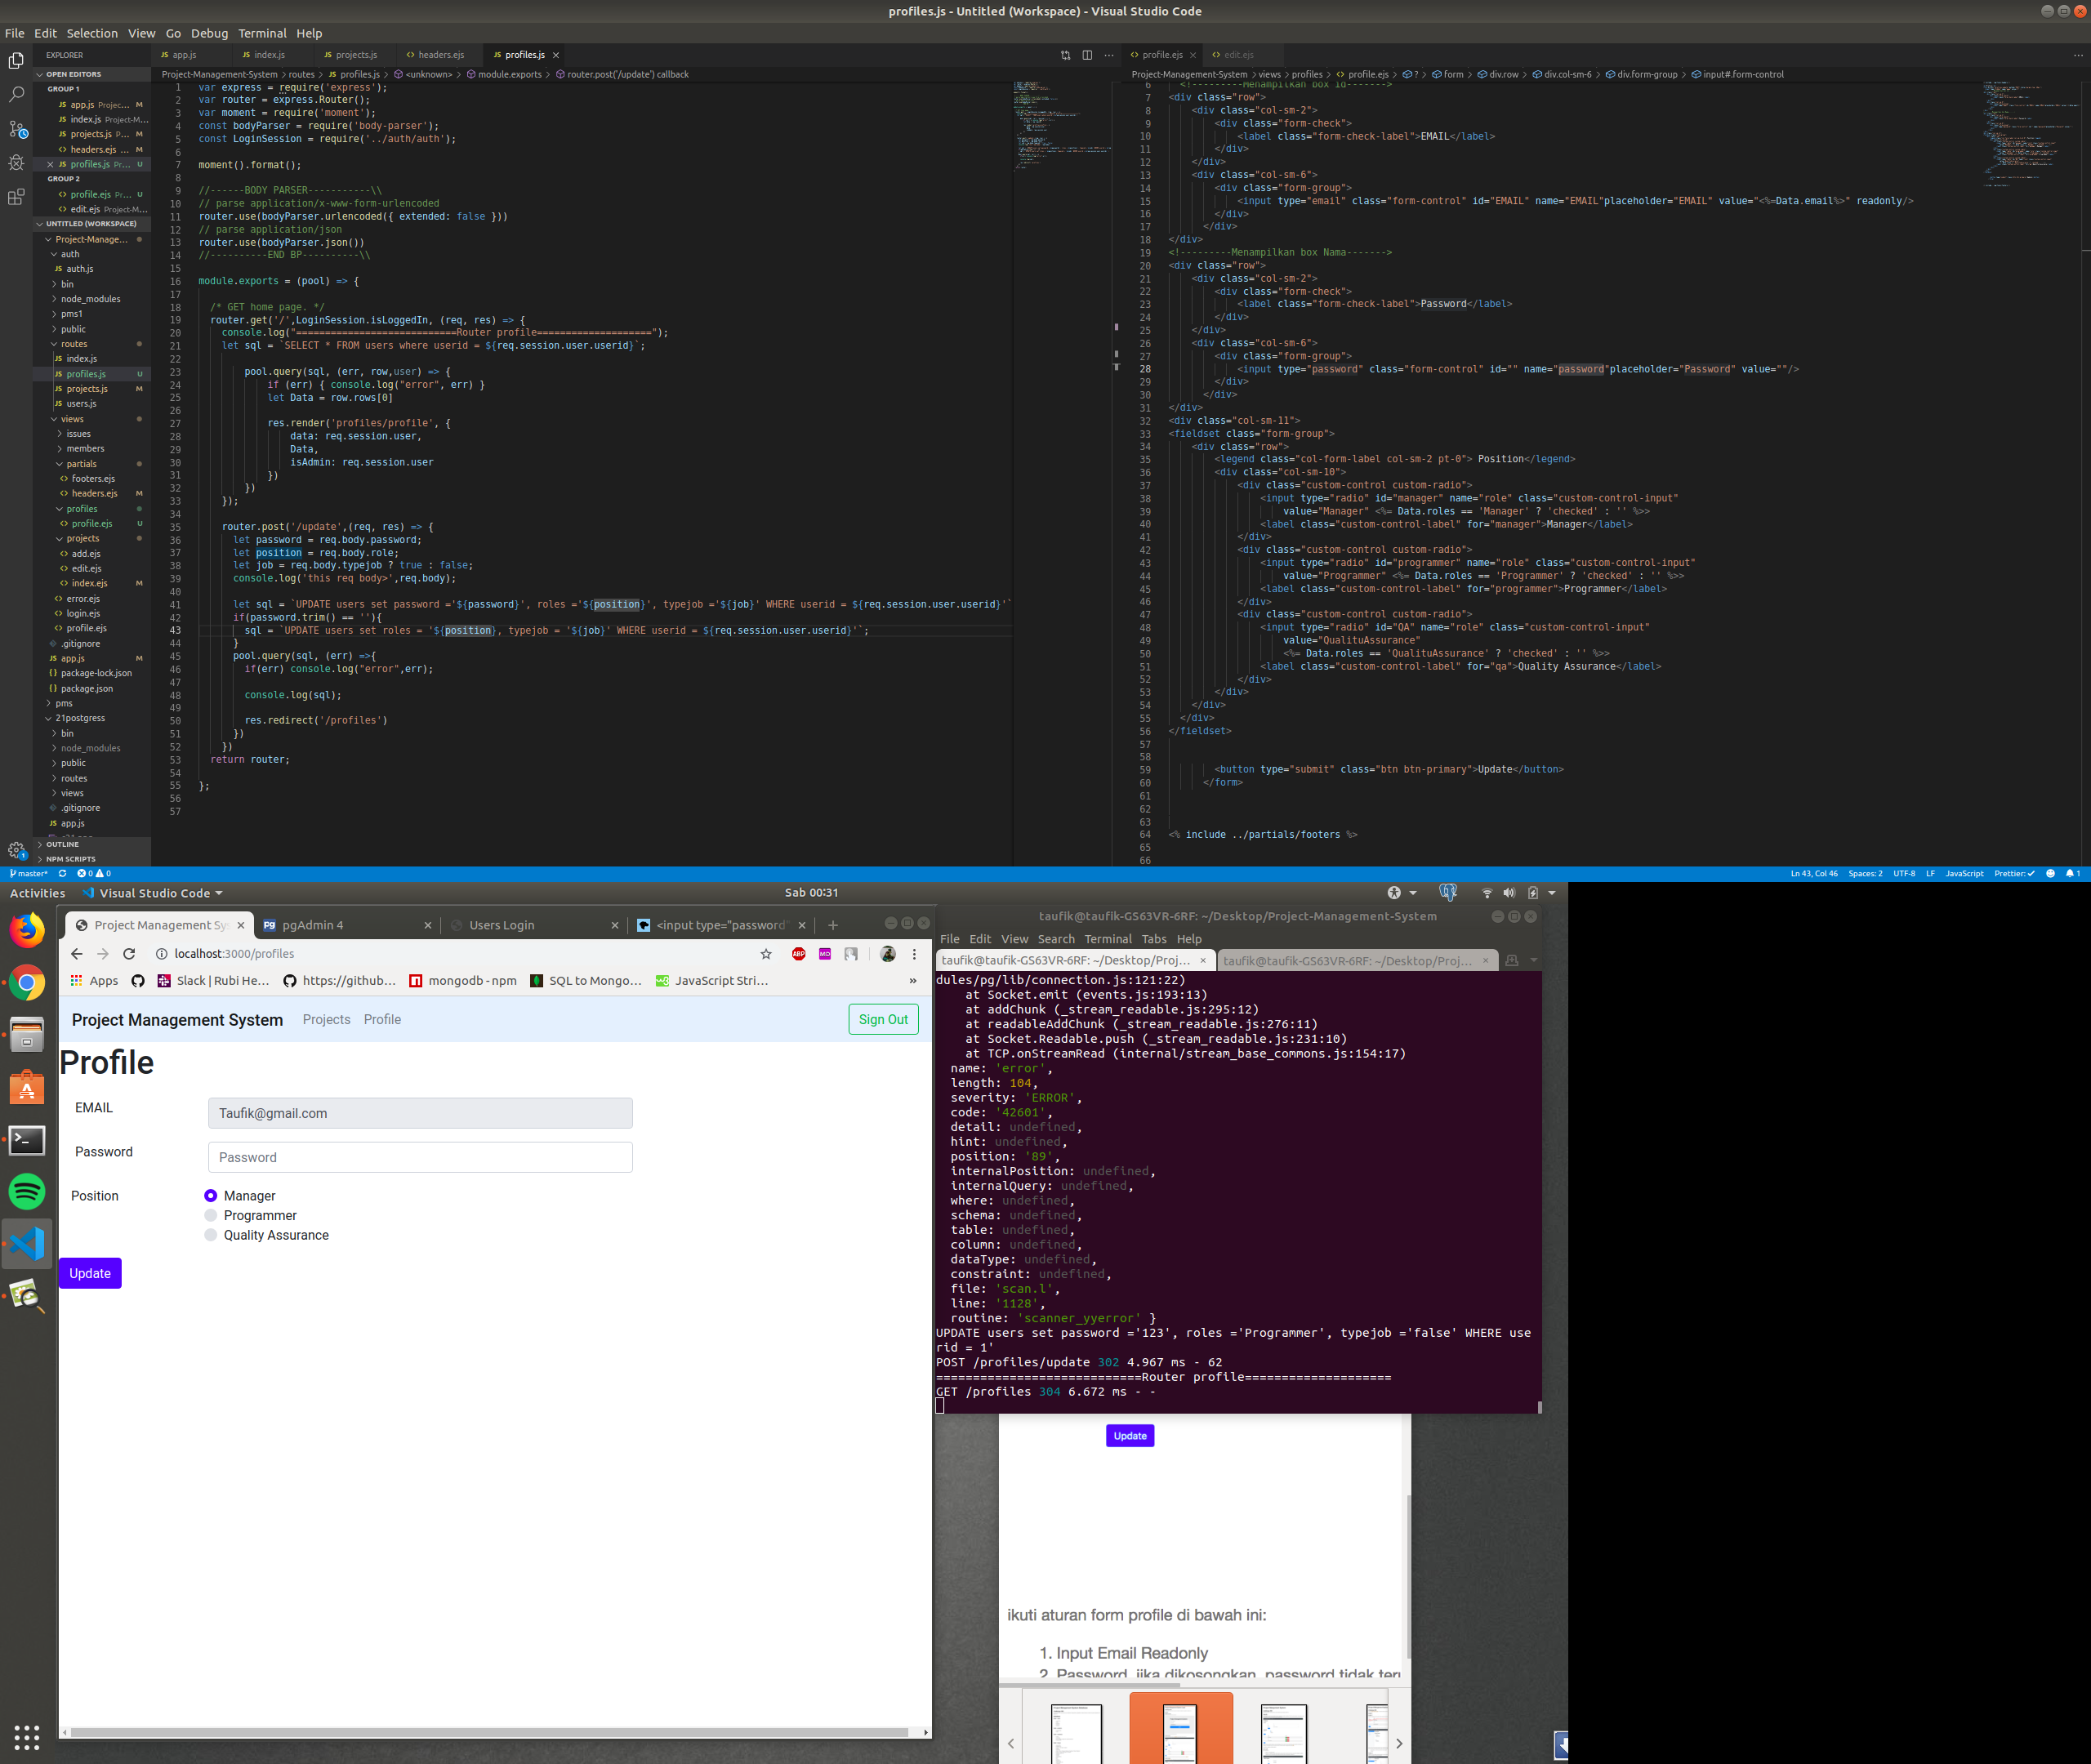 profiles.js - Untitled (Workspace) - Visual Studio Code
File Edit Selection View Go Debug Terminal Help
EXPLORER
OPEN EDITORS
GROUP 1
app.js Projec... M
index.js Project-M...
projects.js P... M
headers.ejs ... M
profiles.js Pr... U
GROUP 2
profile.ejs Pr... U
edit.ejs Project-M...
UNTITLED (WORKSPACE)
Project-Manage...
auth
auth.js
bin
node_modules
pms1
public
routes
index.js
profiles.js U
projects.js M
users.js
views
issues
members
partials
footers.ejs
headers.ejs M
profiles
profile.ejs U
projects
add.ejs
edit.ejs
index.ejs M
error.ejs
login.ejs
profile.ejs
.gitignore
app.js M
package-lock.json
package.json
pms
21postgress
bin
node_modules
public
routes
views
.gitignore
app.js
OUTLINE
NPM SCRIPTS
app.js index.js projects.js headers.ejs profiles.js
Project-Management-System > routes > profiles.js > <unknown> > module.exports > router.post('/update') callback
1 var express = require('express');
2 var router = express.Router();
3 var moment = require('moment');
4 const bodyParser = require('body-parser');
5 const LoginSession = require('../auth/auth');
6
7 moment().format();
8
9 //------BODY PARSER-----------\\
10 // parse application/x-www-form-urlencoded
11 router.use(bodyParser.urlencoded({ extended: false }))
12 // parse application/json
13 router.use(bodyParser.json())
14 //----------END BP----------\\
15
16 module.exports = (pool) => {
17
18 /* GET home page. */
19 router.get('/',LoginSession.isLoggedIn, (req, res) => {
20 console.log("============================Router profile====================");
21 let sql = `SELECT * FROM users where userid = ${req.session.user.userid}`;
22
23 pool.query(sql, (err, row,user) => {
24 if (err) { console.log("error", err) }
25 let Data = row.rows[0]
26
27 res.render('profiles/profile', {
28 data: req.session.user,
29 Data,
30 isAdmin: req.session.user
31 })
32 })
33 });
34
35 router.post('/update',(req, res) => {
36 let password = req.body.password;
37 let position = req.body.role;
38 let job = req.body.typejob ? true : false;
39 console.log('this req body>',req.body);
40
41 let sql = `UPDATE users set password ='${password}', roles ='${position}', typejob ='${job}' WHERE userid = ${req.session.user.userid}'`
42 if(password.trim() == ''){
43 sql = `UPDATE users set roles = '${position}, typejob = '${job}' WHERE userid = ${req.session.user.userid}'`;
44 }
45 pool.query(sql, (err) =>{
46 if(err) console.log("error",err);
47
48 console.log(sql);
49
50 res.redirect('/profiles')
51 })
52 })
53 return router;
54
55 };
56
57
profile.ejs edit.ejs
Project-Management-System > views > profiles > profile.ejs > ? > form > div.row > div.col-sm-6 > div.form-group > input#.form-control
6 <!---------Menampilkan box id------->
7 <div class="row">
8 <div class="col-sm-2">
9 <div class="form-check">
10 <label class="form-check-label">EMAIL</label>
11 </div>
12 </div>
13 <div class="col-sm-6">
14 <div class="form-group">
15 <input type="email" class="form-control" id="EMAIL" name="EMAIL"placeholder="EMAIL" value="<%=Data.email%>" readonly/>
16 </div>
17 </div>
18 </div>
19 <!---------Menampilkan box Nama------->
20 <div class="row">
21 <div class="col-sm-2">
22 <div class="form-check">
23 <label class="form-check-label">Password</label>
24 </div>
25 </div>
26 <div class="col-sm-6">
27 <div class="form-group">
28 <input type="password" class="form-control" id="" name="password"placeholder="Password" value=""/>
29 </div>
30 </div>
31 </div>
32 <div class="col-sm-11">
33 <fieldset class="form-group">
34 <div class="row">
35 <legend class="col-form-label col-sm-2 pt-0"> Position</legend>
36 <div class="col-sm-10">
37 <div class="custom-control custom-radio">
38 <input type="radio" id="manager" name="role" class="custom-control-input"
39 value="Manager" <%= Data.roles == 'Manager' ? 'checked' : '' %>>
40 <label class="custom-control-label" for="manager">Manager</label>
41 </div>
42 <div class="custom-control custom-radio">
43 <input type="radio" id="programmer" name="role" class="custom-control-input"
44 value="Programmer" <%= Data.roles == 'Programmer' ? 'checked' : '' %>>
45 <label class="custom-control-label" for="programmer">Programmer</label>
46 </div>
47 <div class="custom-control custom-radio">
48 <input type="radio" id="QA" name="role" class="custom-control-input"
49 value="QualituAssurance"
50 <%= Data.roles == 'QualituAssurance' ? 'checked' : '' %>>
51 <label class="custom-control-label" for="qa">Quality Assurance</label>
52 </div>
53 </div>
54 </div>
55 </div>
56 </fieldset>
57
58
59 <button type="submit" class="btn btn-primary">Update</button>
60 </form>
61
62
63
64 <% include ../partials/footers %>
65
66
master* 0 0 Ln 43, Col 46 Spaces: 2 UTF-8 LF JavaScript Prettier: 1
Activities Visual Studio Code Sab 00:31
Project Management Sy pgAdmin 4 Users Login <input type="password"
localhost:3000/profiles
Apps Slack | Rubi He... https://github... mongodb - npm SQL to Mongo... JavaScript Stri... »
Project Management System Projects Profile Sign Out
Profile
EMAIL Taufik@gmail.com
Password Password
Position Manager
Programmer
Quality Assurance
Update
taufik@taufik-GS63VR-6RF: ~/Desktop/Project-Management-System
File Edit View Search Terminal Tabs Help
taufik@taufik-GS63VR-6RF: ~/Desktop/Proj... taufik@taufik-GS63VR-6RF: ~/Desktop/Proj...
dules/pg/lib/connection.js:121:22)
at Socket.emit (events.js:193:13)
at addChunk (_stream_readable.js:295:12)
at readableAddChunk (_stream_readable.js:276:11)
at Socket.Readable.push (_stream_readable.js:231:10)
at TCP.onStreamRead (internal/stream_base_commons.js:154:17)
name: 'error',
length: 104,
severity: 'ERROR',
code: '42601',
detail: undefined,
hint: undefined,
position: '89',
internalPosition: undefined,
internalQuery: undefined,
where: undefined,
schema: undefined,
table: undefined,
column: undefined,
dataType: undefined,
constraint: undefined,
file: 'scan.l',
line: '1128',
routine: 'scanner_yyerror' }
UPDATE users set password ='123', roles ='Programmer', typejob ='false' WHERE use
rid = 1'
POST /profiles/update 302 4.967 ms - 62
============================Router profile====================
GET /profiles 304 6.672 ms - -
Update
ikuti aturan form profile di bawah ini:
1. Input Email Readonly
2. Password, jika dikosongkan, password tidak